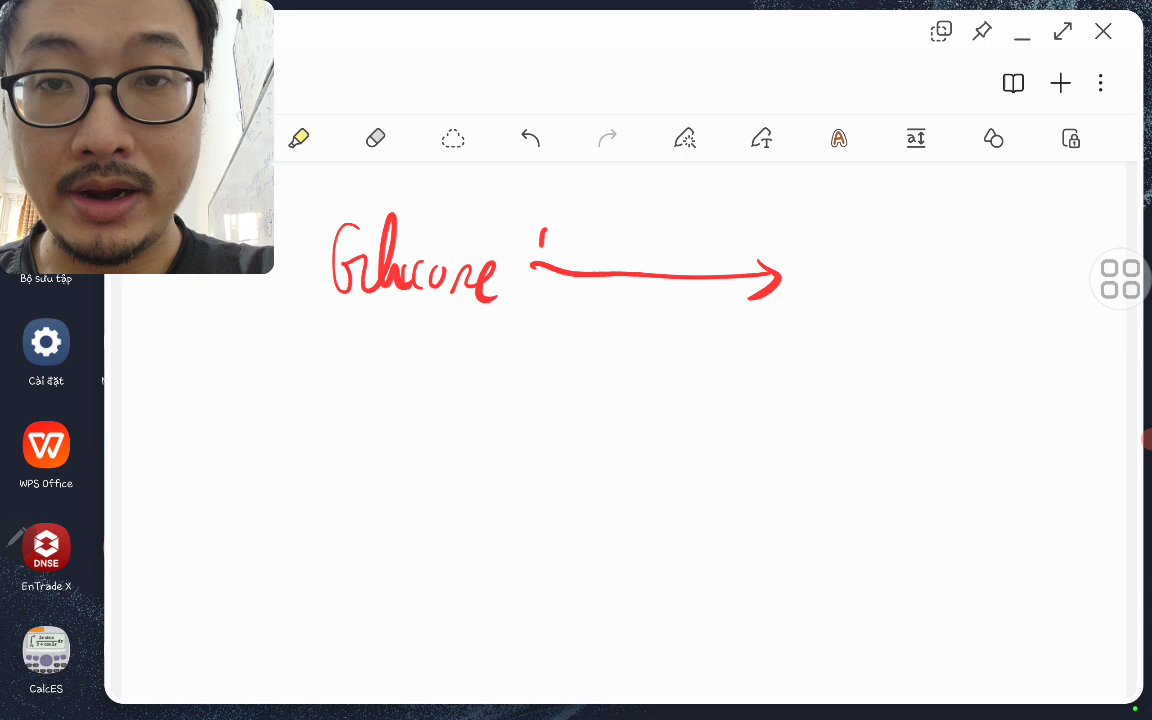 Glucose
Bộ sưu tập
Cài đặt
WPS Office
DNSE
EnTrade X
CalcES